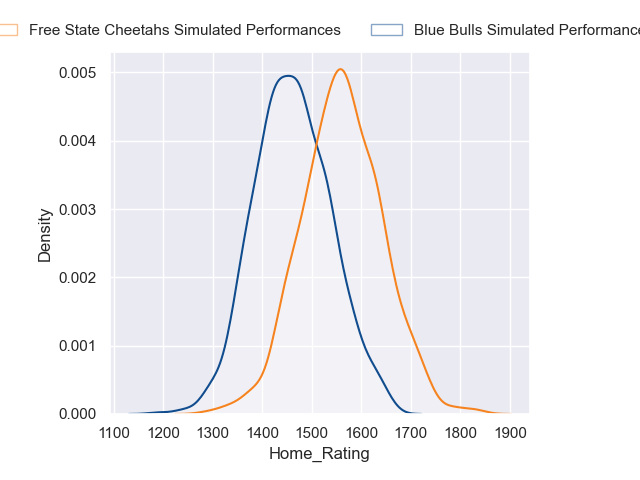 Free State Cheetahs Simulated Performances
Blue Bulls Simulated
0.005
0.004
0.003
0.002
0.001
0.000
Density
1100 1200 1300 1400 1500 1600 1700 1800 1900
Home_Rating